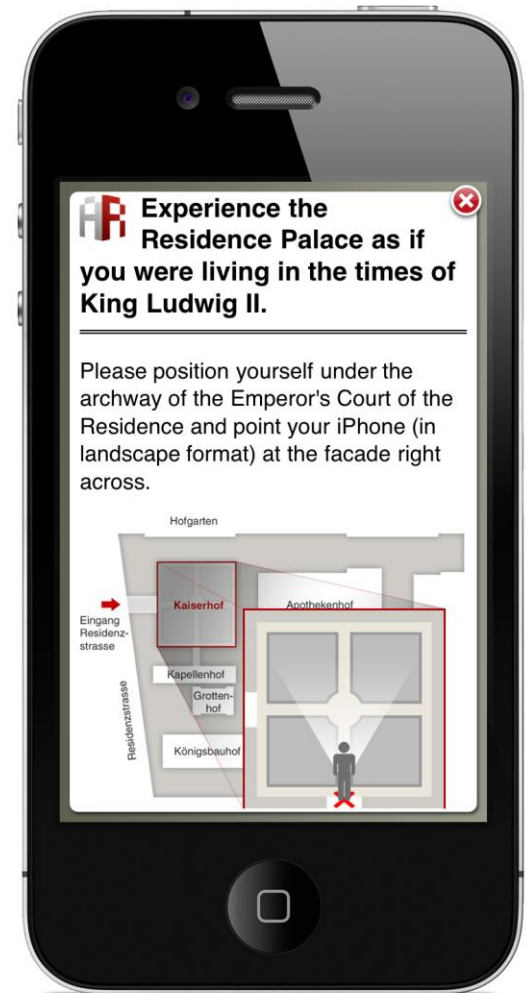 AR
Experience the
Residence Palace as if
you were living in the times of
King Ludwig II.
Please position yourself under the
archway of the Emperor's Court of the
Residence and point your iPhone (in
landscape format) at the facade right
across.
Hofgarten
Kaiserhof
Apothekenhof
Eingang
Residenz-
strasse
Kapellenhof
Grotten-
hof
Residenzstrasse
Königsbauhof